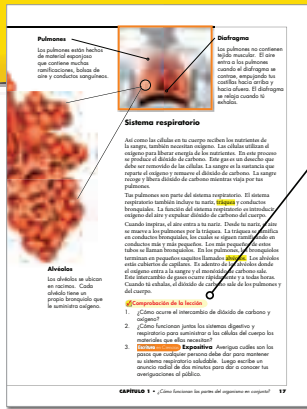 Pulmones
Los pulmones están hechos
de material esponjoso
que contiene muchas
ramificaciones, bolsas de
aire y conductos sanguíneos.
Diafragma
Los pulmones no contienen
tejido muscular. El aire
entra a los pulmones
cuando el diafragma se
contrae, empujando tus
costillas hacia arriba y
hacia afuera. El diafragma
se relaja cuando tú
exhalas.
Alvéolos
Los alvéolos se ubican
en racimos. Cada
alvéolo tiene un
propio bronquiolo que
le suministra oxígeno.
Sistema respiratorio
Así como las células en tu cuerpo reciben los nutrientes de
la sangre, también necesitan oxígeno. Las células utilizan el
oxígeno para liberar energía de los nutrientes. En este proceso
se produce el dióxido de carbono. Este gas es un desecho que
debe ser removido de las células. La sangre es la sustancia que
reparte el oxígeno y remueve el dióxido de carbono. La sangre
recoge y libera dióxido de carbono mientras viaja por tus
pulmones.
Tus pulmones son parte del sistema respiratorio. El sistema
respiratorio también incluye tu nariz, tráquea y conductos
bronquiales. La función del sistema respiratorio es introducir
oxígeno del aire y expulsar dióxido de carbono del cuerpo.
Cuando inspiras, el aire entra a tu nariz. Desde tu nariz, el aire
se mueve a los pulmones por la tráquea. La tráquea se ramifica
en conductos bronquiales, los cuales se siguen ramificando en
conductos más y más pequeños. Los más pequeños de estos
tubos se llaman bronquiolos. En los pulmones, los bronquiolos
terminan en pequeños saquitos llamados alvéolos. Los alvéolos
están cubiertos de capilares. Es adentro de los alvéolos donde
el oxígeno entra a la sangre y el dióxido de carbono sale.
Este intercambio de gases ocurre rápidamente y a todas horas.
Cuando tú exhalas, el dióxido de carbono sale de los pulmones y
del cuerpo.
Comprobación de la lección
1. ¿Cómo ocurre el intercambio de dióxido de carbono y
oxígeno?
2. ¿Cómo funcionan juntos los sistemas digestivo y
respiratorio para suministrar a las células del cuerpo los
materiales que ellas necesitan?
3. Expositiva Averigua cuáles son los
pasos que cualquier persona debe dar para mantener
su sistema respiratorio saludable. Luego escribe un
anuncio radial de dos minutos para dar a conocer tus
averiguaciones al público.
CAPÍTULO 1 • ¿Cómo funcionan las partes del organismo en conjunto? 17